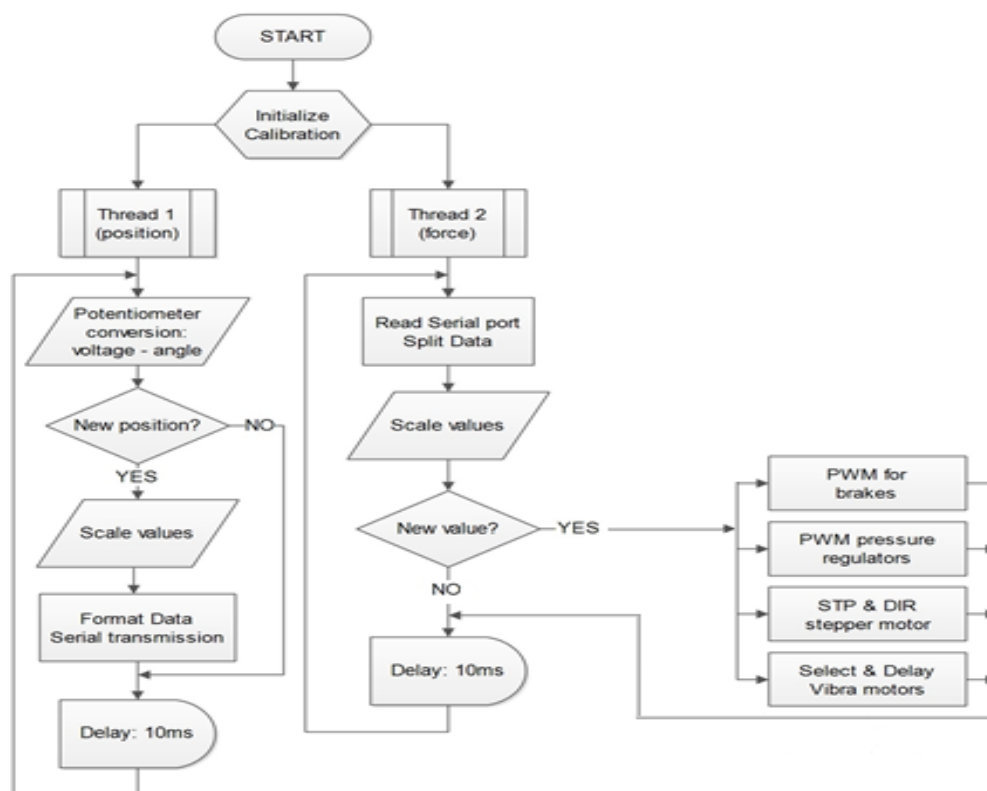 START
Initialize
Calibration
Thread 1
(position)
Potentiometer
conversion:
voltage - angle
New position?
NO
YES
Scale values
Format Data
Serial transmission
Delay: 10ms
Thread 2
(force)
Read Serial port
Split Data
Scale values
New value?
YES
NO
Delay: 10ms
PWM for
brakes
PWM pressure
regulators
STP & DIR
stepper motor
Select & Delay
Vibra motors